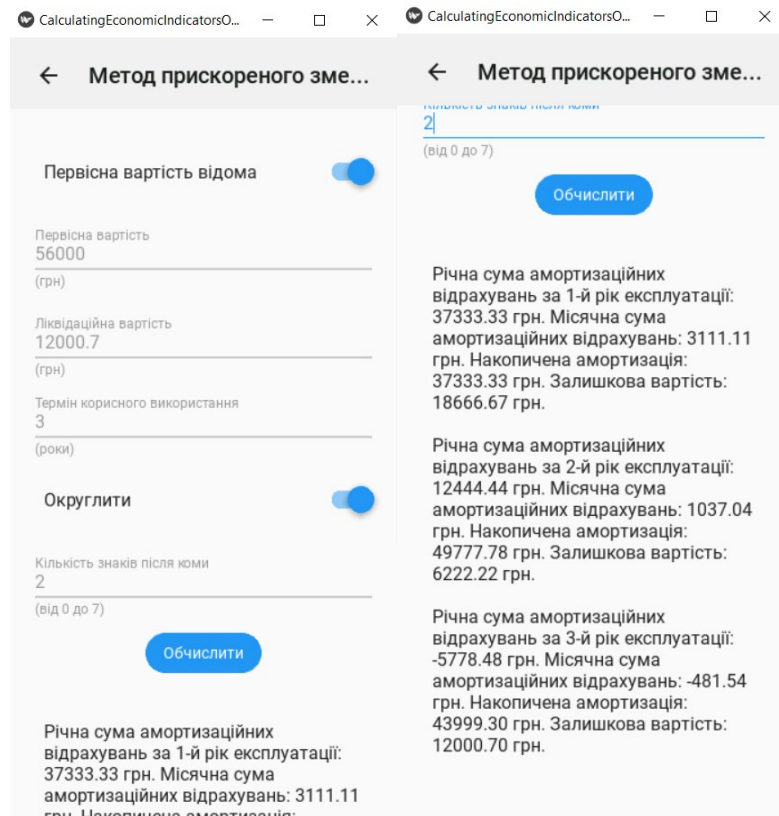 CalculatingEconomicIndicatorsO...
Метод прискореного зме...
Первісна вартість відома
Первісна вартість
56000
(грн)
Ліквідаційна вартість
12000.7
(грн)
Термін корисного використання
3
(роки)
Округлити
Кількість знаків після коми
2
(від 0 до 7)
Обчислити
Річна сума амортизаційних
відрахувань за 1-й рік експлуатації:
37333.33 грн. Місячна сума
амортизаційних відрахувань: 3111.11
грн. Накопичена амортизація:
CalculatingEconomicIndicatorsO...
Метод прискореного зме...
Кількість знаків після коми
2
(від 0 до 7)
Обчислити
Річна сума амортизаційних
відрахувань за 1-й рік експлуатації:
37333.33 грн. Місячна сума
амортизаційних відрахувань: 3111.11
грн. Накопичена амортизація:
37333.33 грн. Залишкова вартість:
18666.67 грн.
Річна сума амортизаційних
відрахувань за 2-й рік експлуатації:
12444.44 грн. Місячна сума
амортизаційних відрахувань: 1037.04
грн. Накопичена амортизація:
49777.78 грн. Залишкова вартість:
6222.22 грн.
Річна сума амортизаційних
відрахувань за 3-й рік експлуатації:
-5778.48 грн. Місячна сума
амортизаційних відрахувань: -481.54
грн. Накопичена амортизація:
43999.30 грн. Залишкова вартість:
12000.70 грн.